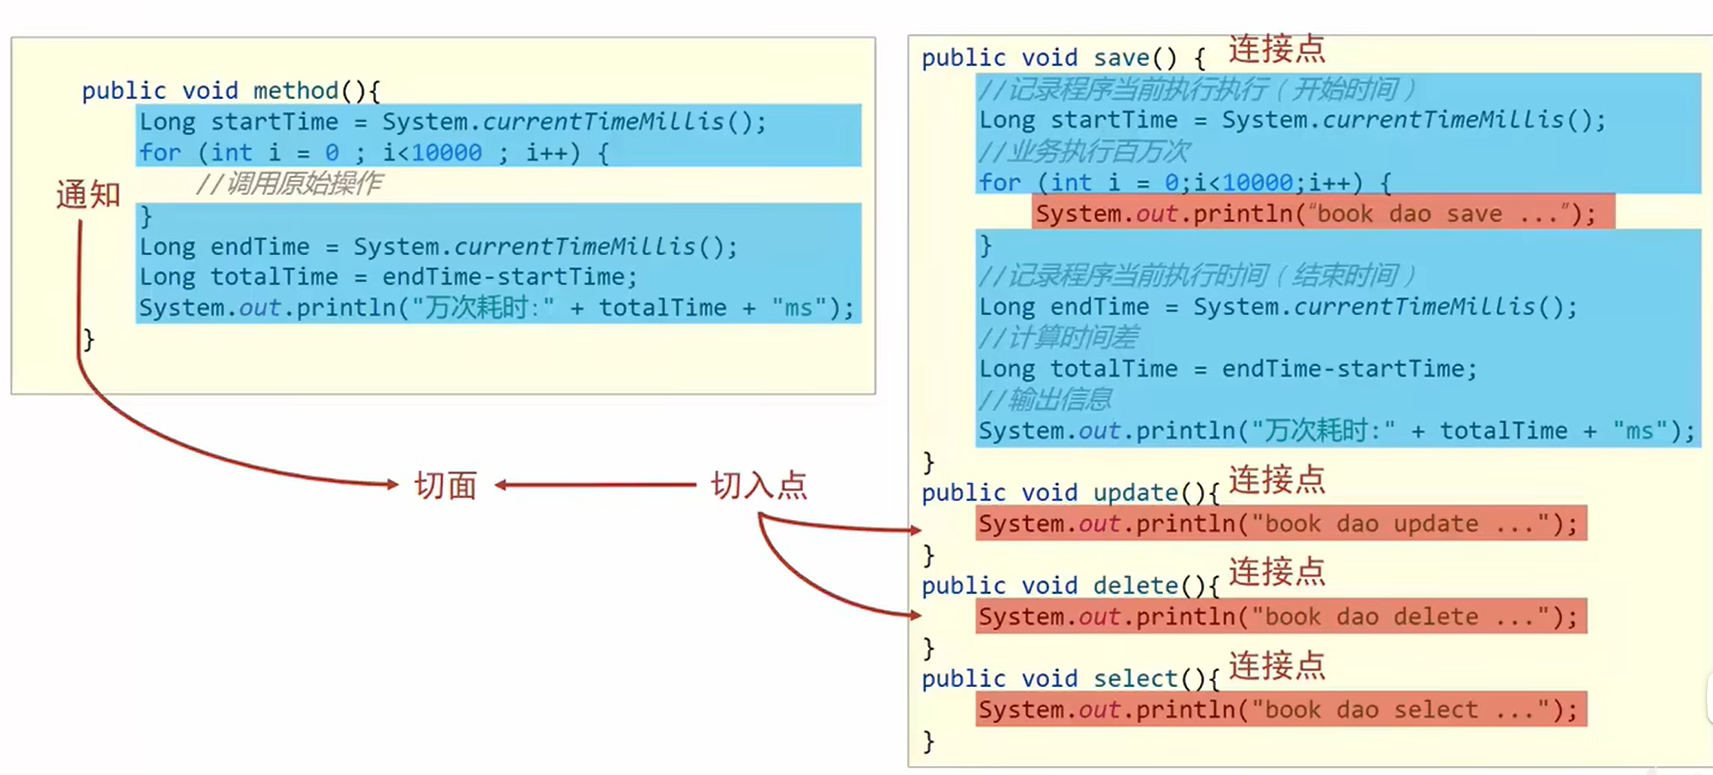 public void method(){
Long startTime = System.currentTimeMillis();
for (int i = 0 ; i<10000 ; i++) {
//调用原始操作
}
Long endTime = System.currentTimeMillis();
Long totalTime = endTime-startTime;
System.out.println("万次耗时:" + totalTime + "ms");
}
通知
切面
切入点
public void save() {
连接点
//记录程序当前执行执行（开始时间）
Long startTime = System.currentTimeMillis();
//业务执行百万次
for (int i = 0;i<10000;i++) {
System.out.println(“book dao save ...”);
}
//记录程序当前执行时间（结束时间）
Long endTime = System.currentTimeMillis();
//计算时间差
Long totalTime = endTime-startTime;
//输出信息
System.out.println("万次耗时:" + totalTime + "ms");
}
public void update(){
连接点
System.out.println("book dao update ...");
}
public void delete(){
连接点
System.out.println("book dao delete ...");
}
public void select(){
连接点
System.out.println("book dao select ...");
}